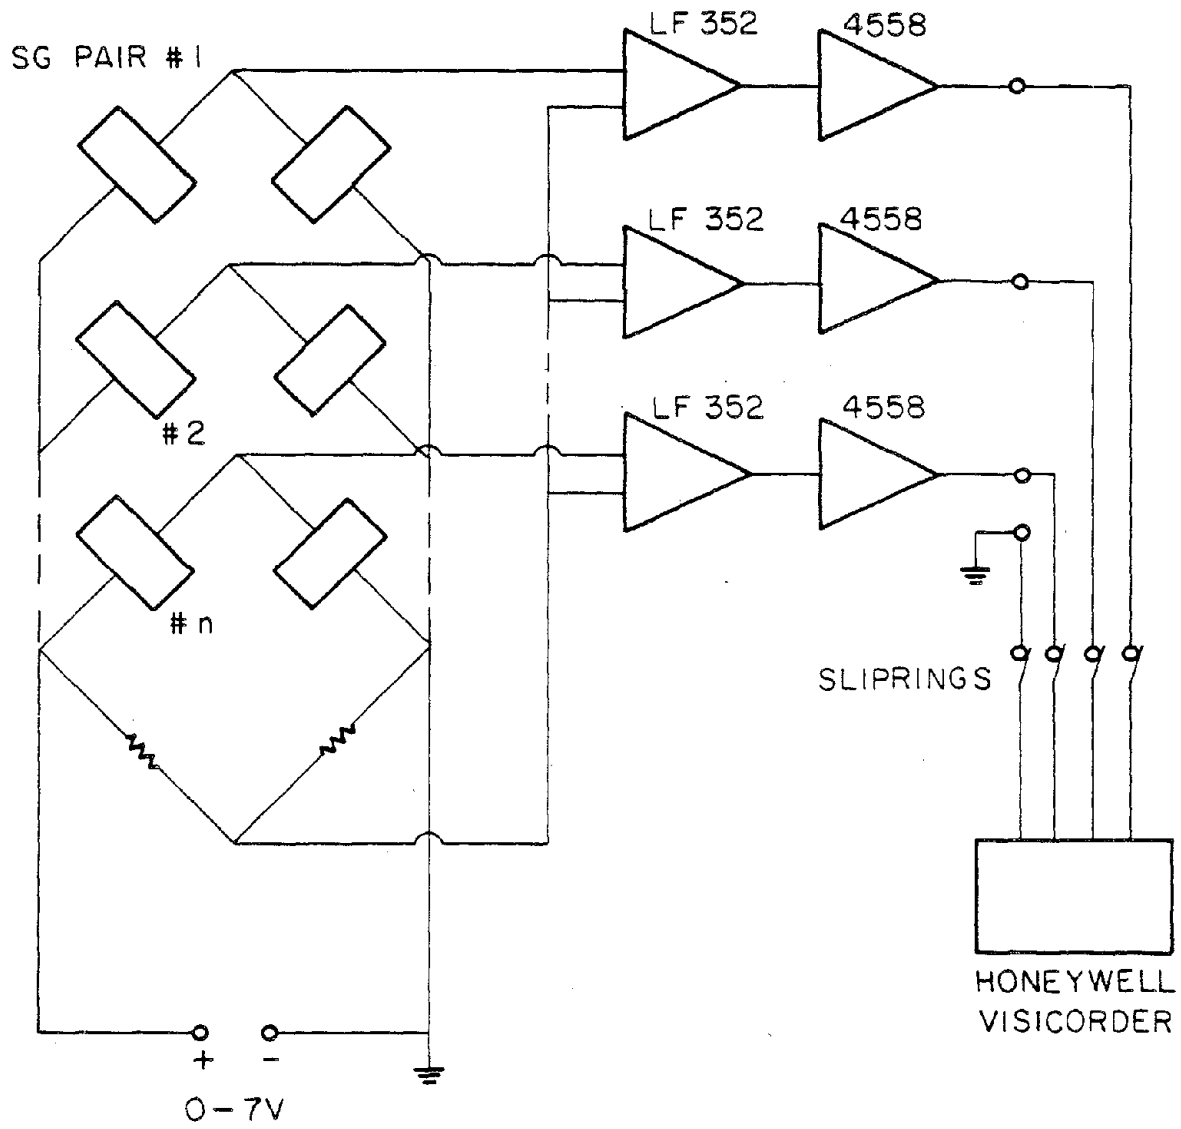 LF 352
4558
SG PAIR #1
LF 352
4558
LF 352
4558
#2
#n
SLIPRINGS
HONEYWELL
VISICORDER
+ -
0-7V